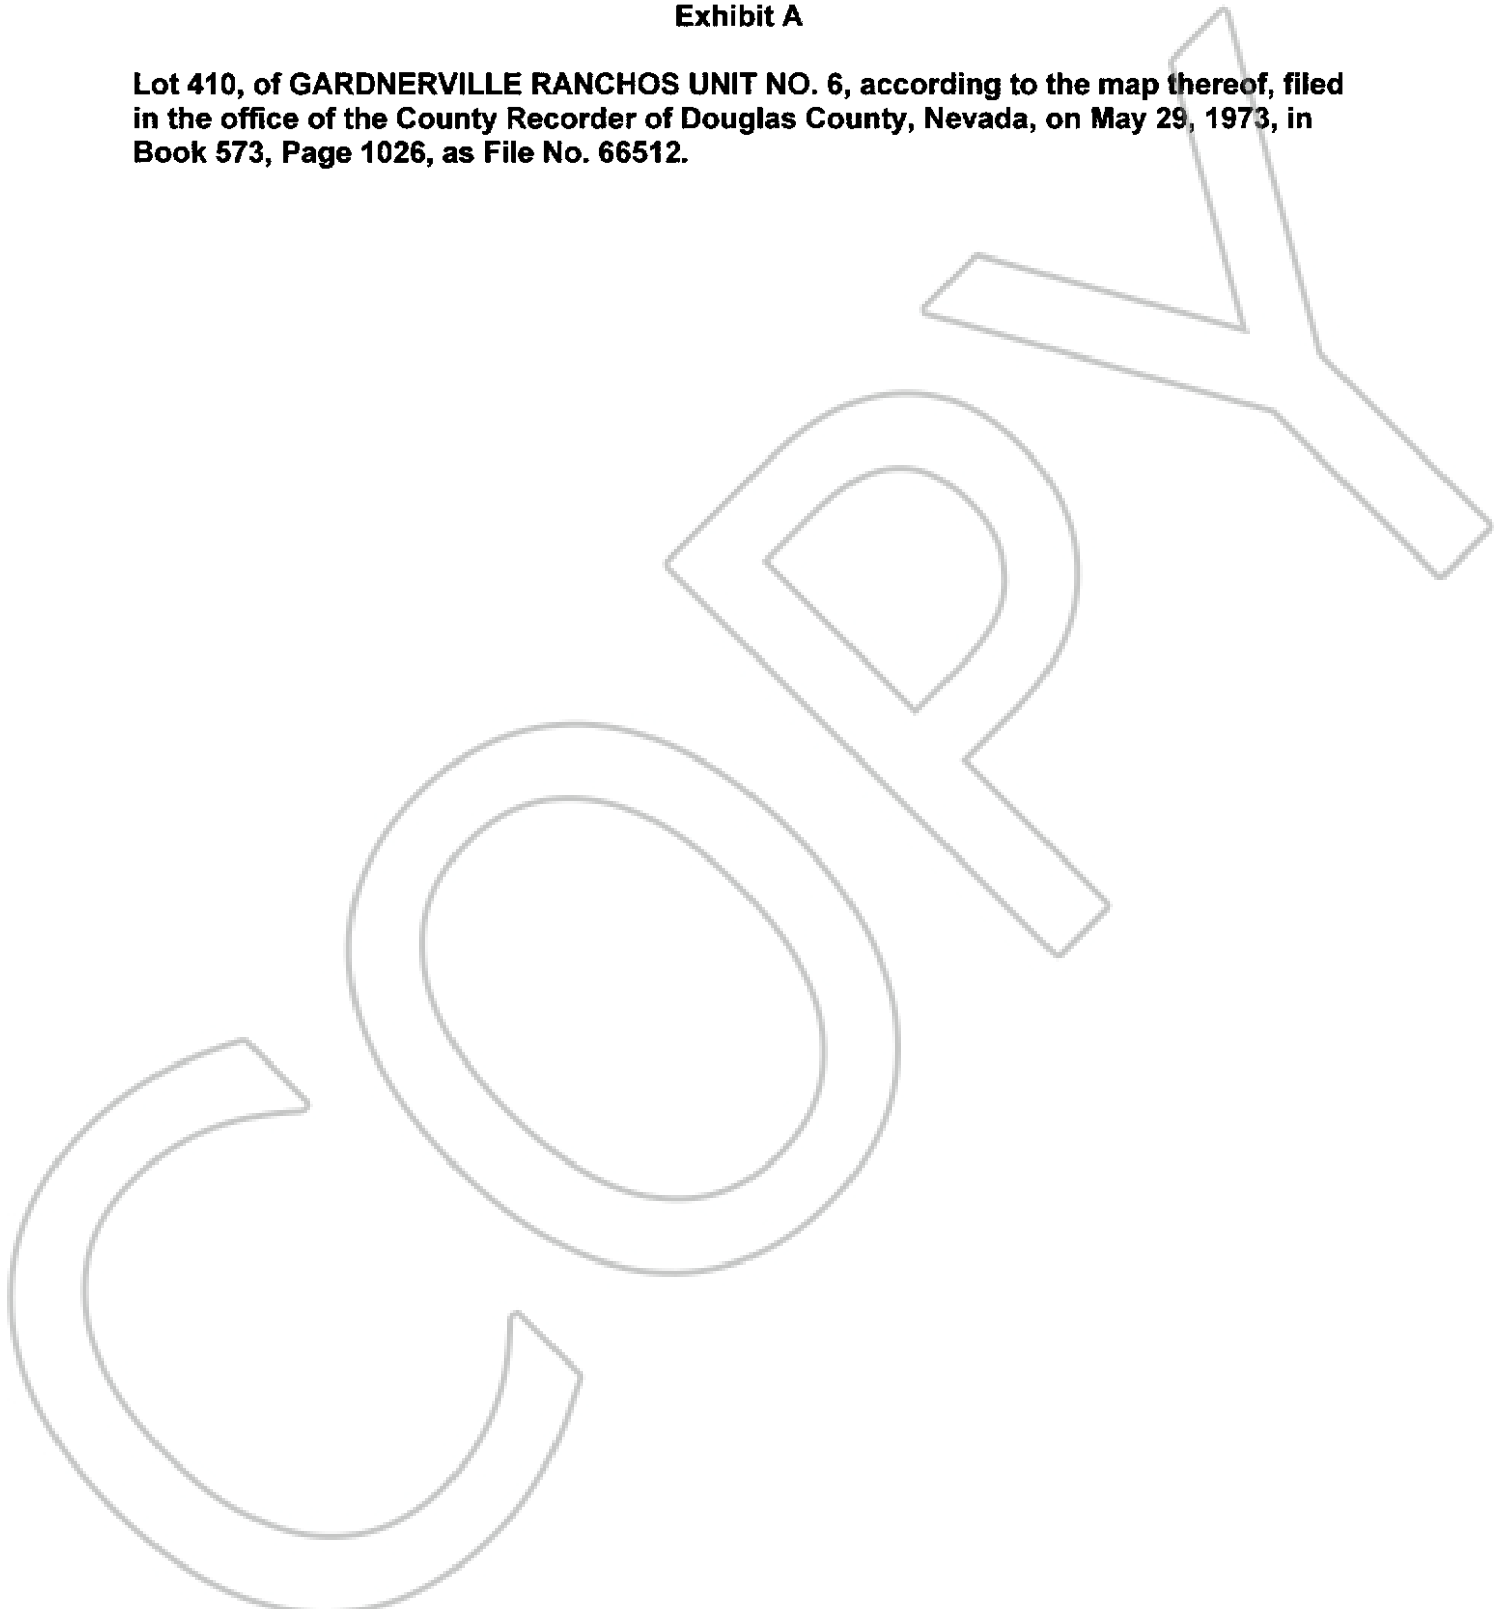 Exhibit A
Lot 410, of GARDNERVILLE RANCHOS UNIT NO. 6, according to the map thereof, filed
in the office of the County Recorder of Douglas County, Nevada, on May 29, 1973, in
Book 573, Page 1026, as File No. 66512.
COPY